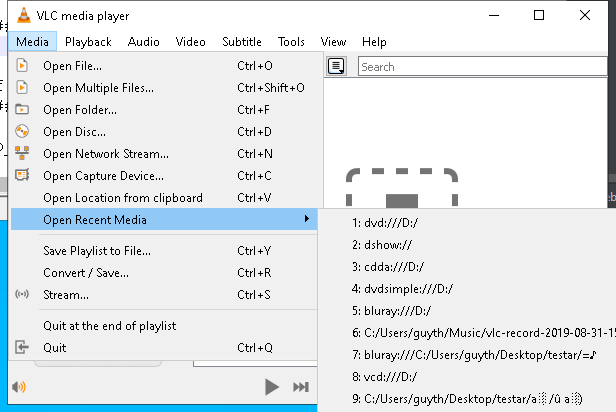 VLC media player
Media Playback Audio Video Subtitle Tools View Help
Open File... Ctrl+O
Open Multiple Files... Ctrl+Shift+O
Open Folder... Ctrl+F
Open Disc... Ctrl+D
Open Network Stream... Ctrl+N
Open Capture Device... Ctrl+C
Open Location from clipboard Ctrl+V
Open Recent Media
Save Playlist to File... Ctrl+Y
Convert / Save... Ctrl+R
Stream... Ctrl+S
Quit at the end of playlist
Quit Ctrl+Q
Search
1: dvd:///D:/
2: dshow://
3: cdda:///D:/
4: dvdsimple:///D:/
5: bluray:///D:/
6: C:/Users/guyth/Music/vlc-record-2019-08-31-15
7: bluray:///C:/Users/guyth/Desktop/testar/=♪
8: vcd:///D:/
9: C:/Users/guyth/Desktop/testar/a░/û a░)